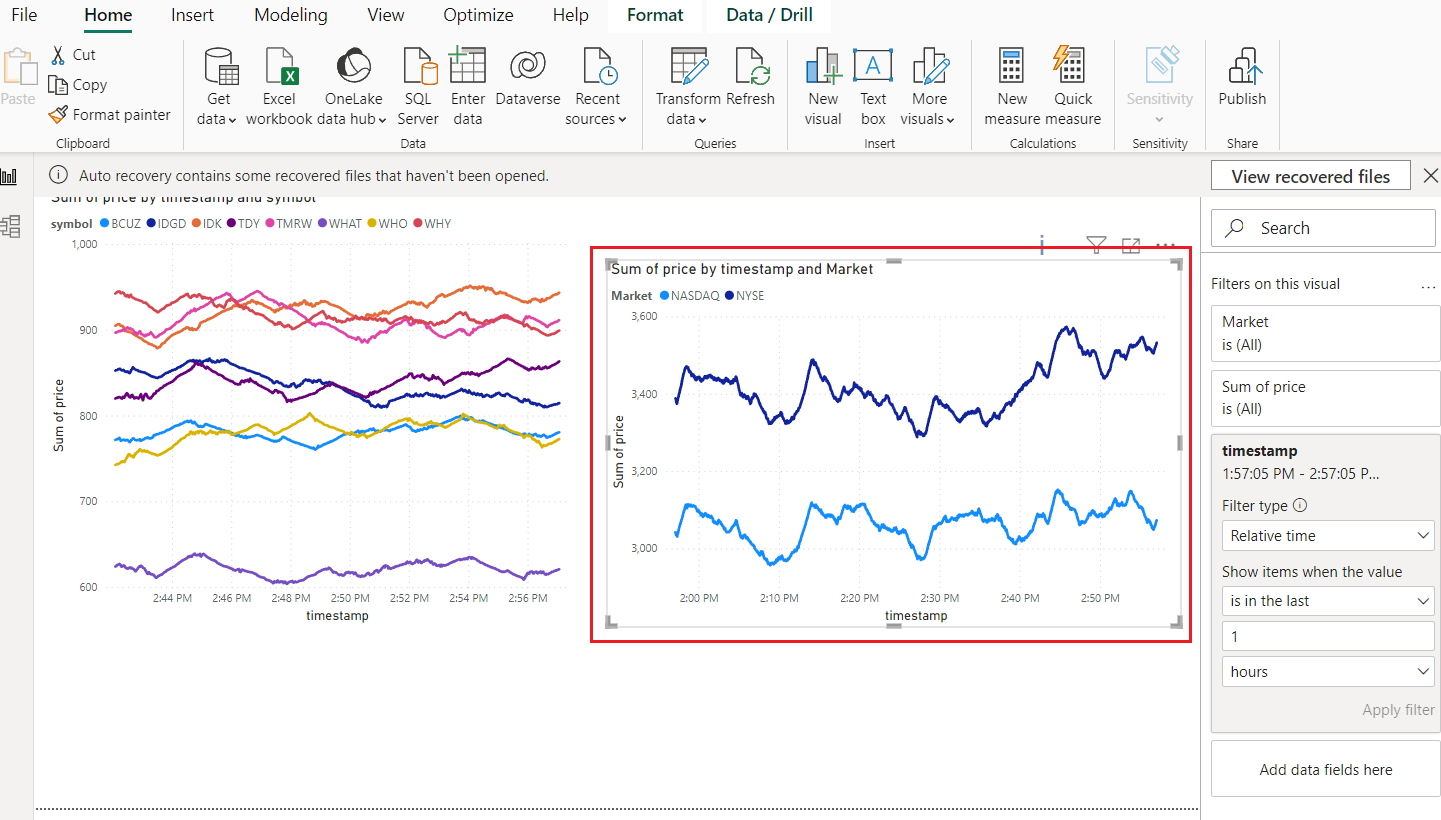 File Home Insert Modeling View Optimize Help Format Data / Drill
Paste
Cut
Copy
Format painter
Clipboard
Get data
Excel workbook
OneLake data hub
SQL Server
Enter data
Dataverse
Recent sources
Data
Transform data
Refresh
Queries
New visual
Text box
More visuals
Insert
New measure
Quick measure
Calculations
Sensitivity
Sensitivity
Publish
Share
Auto recovery contains some recovered files that haven't been opened.
View recovered files
Sum of price by timestamp and symbol
symbol BCUZ IDGD IDK TDY TMRW WHAT WHO WHY
1,000
900
800
700
600
Sum of price
2:44 PM 2:46 PM 2:48 PM 2:50 PM 2:52 PM 2:54 PM 2:56 PM
timestamp
Sum of price by timestamp and Market
Market NASDAQ NYSE
3,600
3,400
3,200
3,000
Sum of price
2:00 PM 2:10 PM 2:20 PM 2:30 PM 2:40 PM 2:50 PM
timestamp
Search
Filters on this visual ...
Market
is (All)
Sum of price
is (All)
timestamp
1:57:05 PM - 2:57:05 P...
Filter type
Relative time
Show items when the value
is in the last
1
hours
Apply filter
Add data fields here